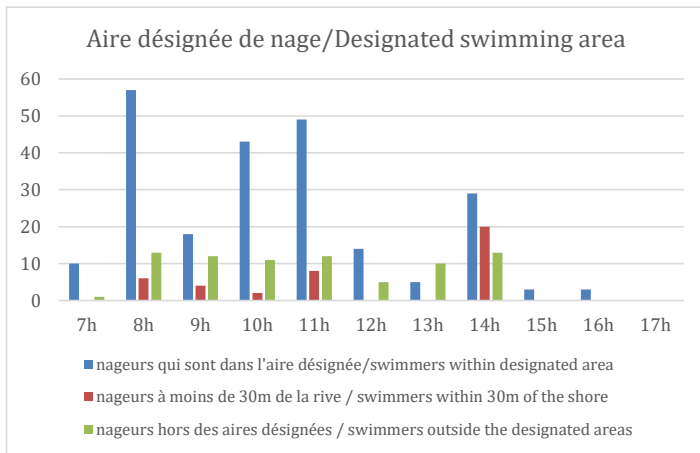 Aire désignée de nage/Designated swimming area
60
50
40
30
20
10
0
7h 8h 9h 10h 11h 12h 13h 14h 15h 16h 17h
nageurs qui sont dans l'aire désignée/swimmers within designated area
nageurs à moins de 30m de la rive / swimmers within 30m of the shore
nageurs hors des aires désignées / swimmers outside the designated areas